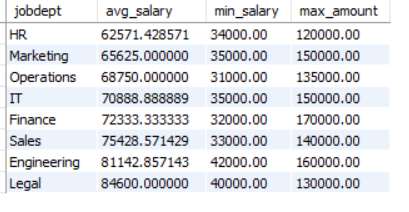 jobdept avg_salary min_salary max_amount
HR 62571.428571 34000.00 120000.00
Marketing 65625.000000 35000.00 150000.00
Operations 68750.000000 31000.00 135000.00
IT 70888.888889 35000.00 150000.00
Finance 72333.333333 32000.00 170000.00
Sales 75428.571429 33000.00 140000.00
Engineering 81142.857143 42000.00 160000.00
Legal 84600.000000 40000.00 130000.00